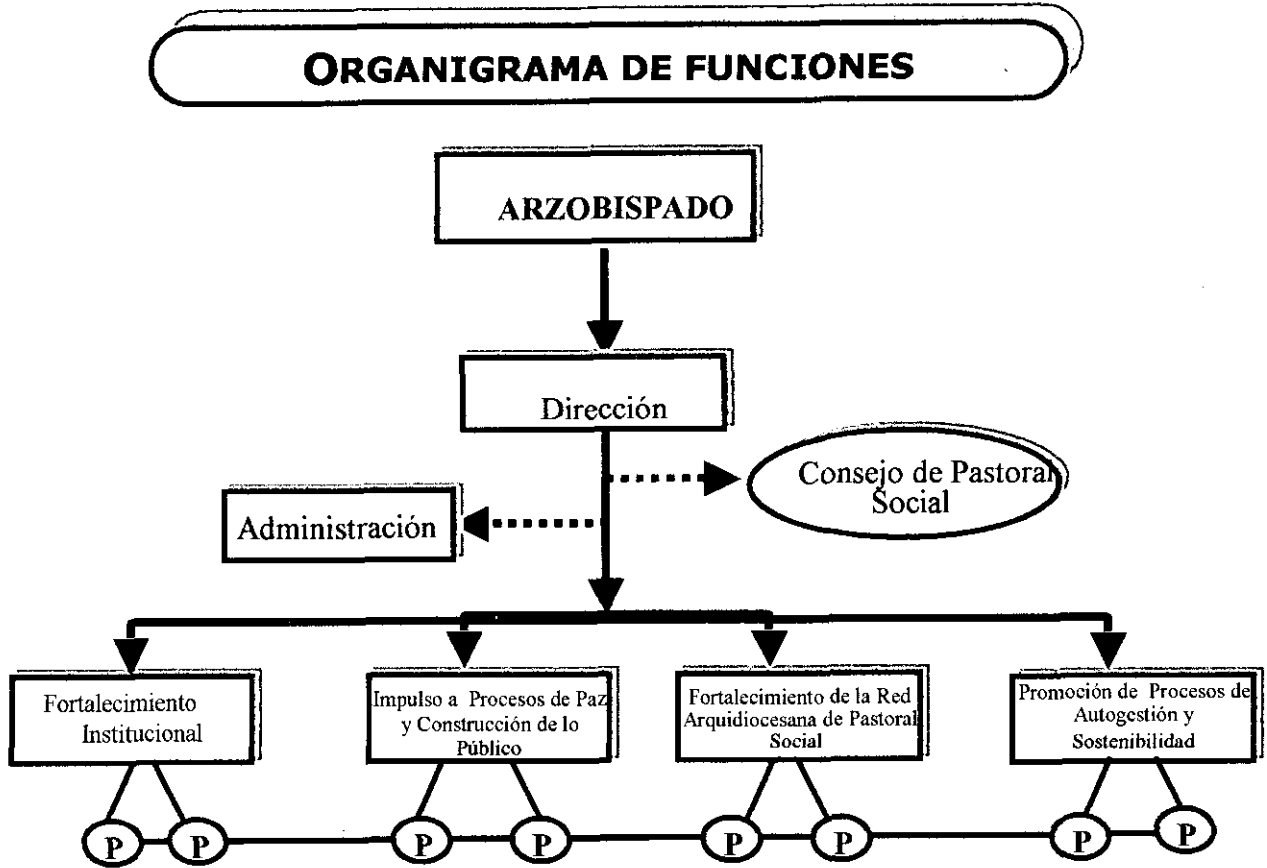 ORGANIGRAMA DE FUNCIONES
ARZOBISPADO
Dirección
Consejo de Pastoral
Social
Administración
Fortalecimiento
Institucional
Impulso a Procesos de Paz
y Construcción de lo
Público
Fortalecimiento de la Red
Arquidiocesana de Pastoral
Social
Promoción de Procesos de
Autogestión y
Sostenibilidad
P P P P P P P P